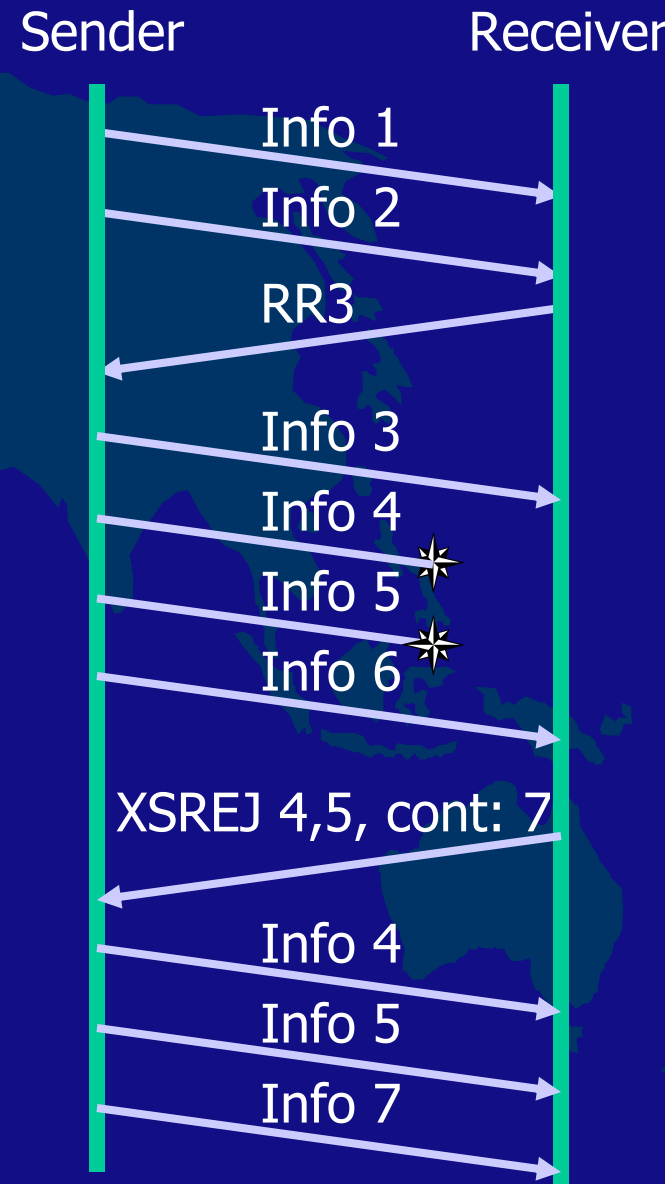 Sender Receiver
Info 1
Info 2
RR3
Info 3
Info 4
Info 5
Info 6
XSREJ 4,5, cont: 7
Info 4
Info 5
Info 7